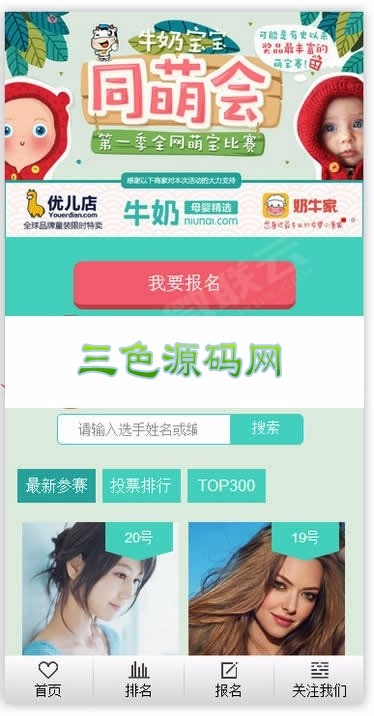 牛奶宝宝
同萌会
第一季全网萌宝比赛
可能是有史以来
奖品最丰富的
萌宝赛!
感谢以下商家对本次活动的大力支持
优儿店
Youerdian.com
全球品牌童装限时特卖
牛奶 母婴精选
niunai.com
奶牛家
我要报名
三色源码网
请输入选手姓名或编
搜索
最新参赛 投票排行 TOP300
20号 19号
首页 排名 报名 关注我们